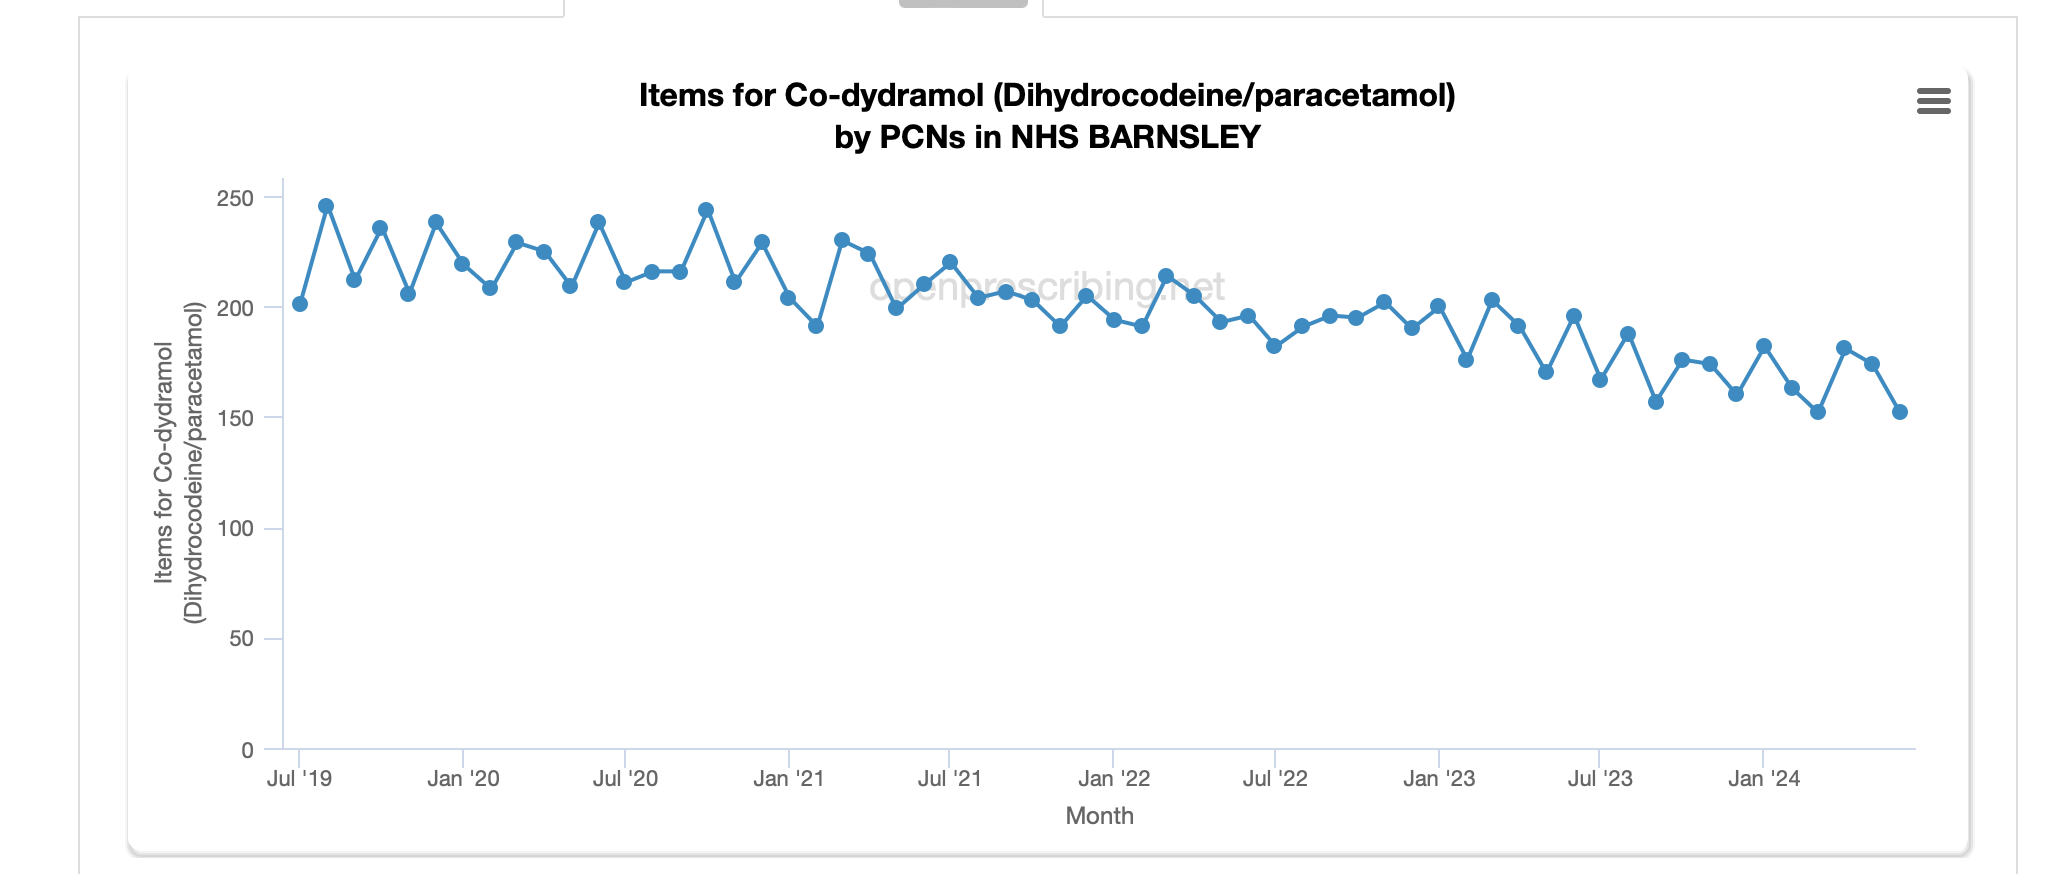 Items for Co-dydramol (Dihydrocodeine/paracetamol)
by PCNs in NHS BARNSLEY
openprescribing.net
Items for Co-dydramol
(Dihydrocodeine/paracetamol)
250
200
150
100
50
0
Jul '19 Jan '20 Jul '20 Jan '21 Jul '21 Jan '22 Jul '22 Jan '23 Jul '23 Jan '24
Month